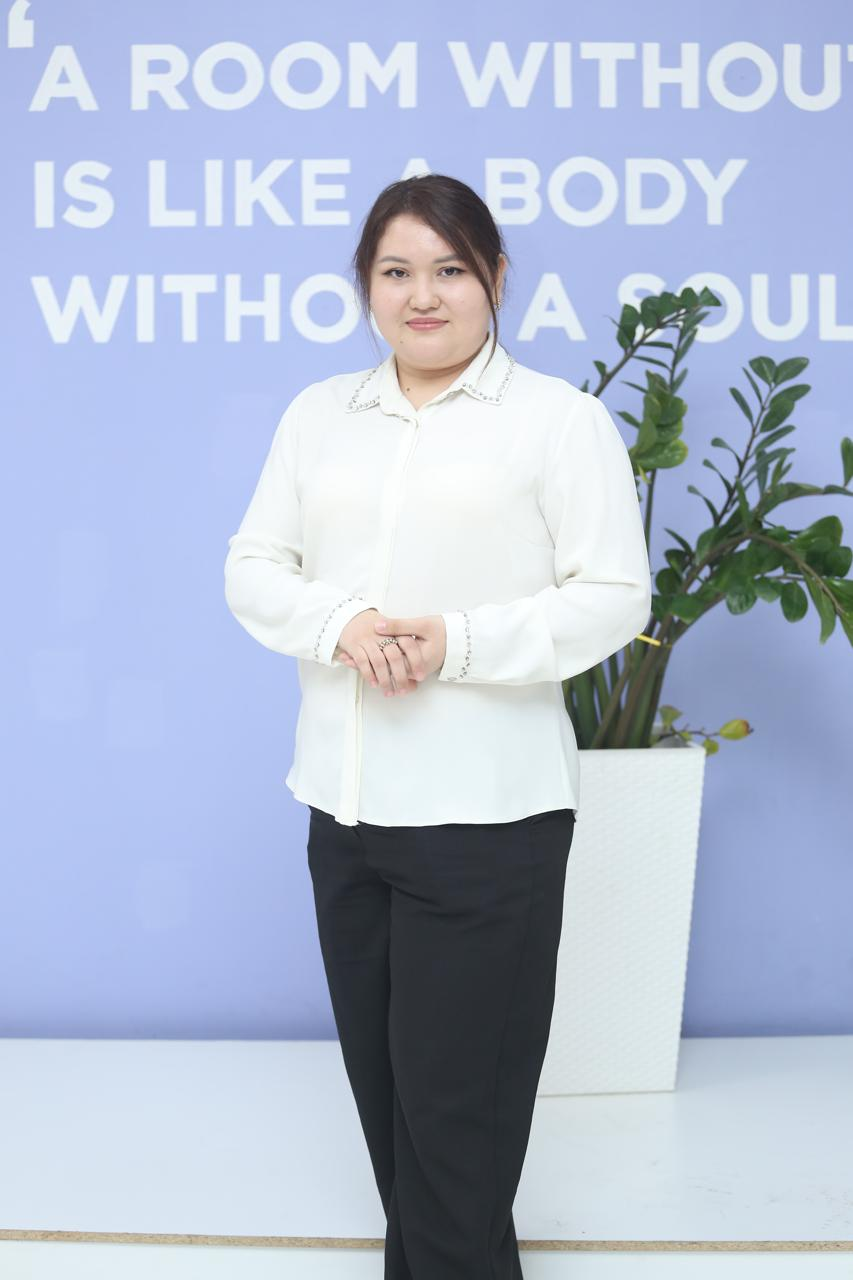 ‘A ROOM WITHOUT
IS LIKE A BODY
WITHO A SOUL